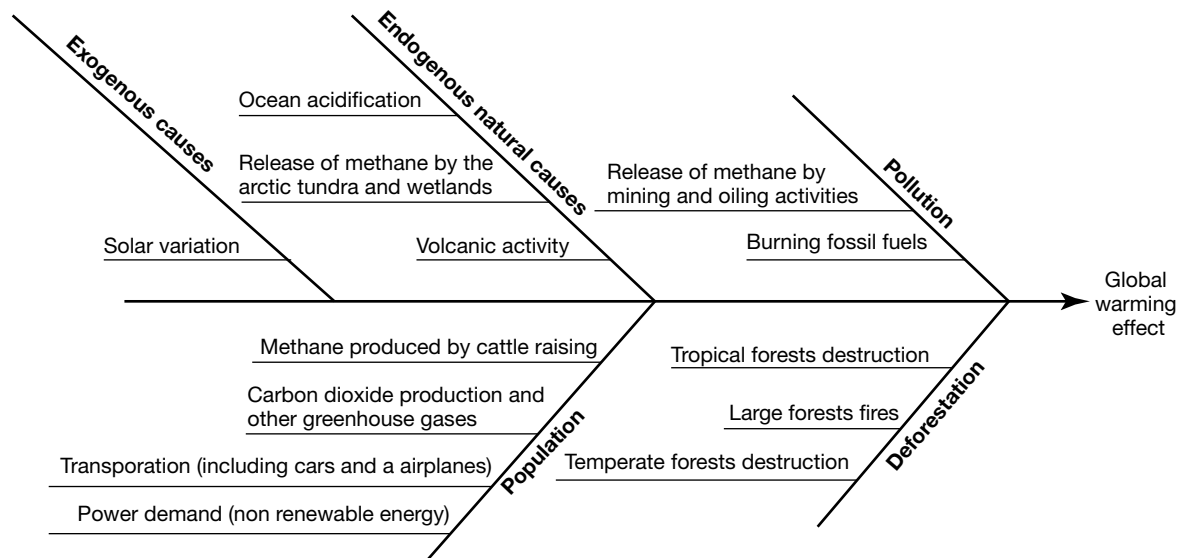 Exogenous causes
Solar variation
Endogenous natural causes
Ocean acidification
Release of methane by the
arctic tundra and wetlands
Volcanic activity
Pollution
Release of methane by
mining and oiling activities
Burning fossil fuels
Global
warming
effect
Methane produced by cattle raising
Carbon dioxide production and
other greenhouse gases
Transporation (including cars and a airplanes)
Power demand (non renewable energy)
Population
Tropical forests destruction
Large forests fires
Temperate forests destruction
Deforestation